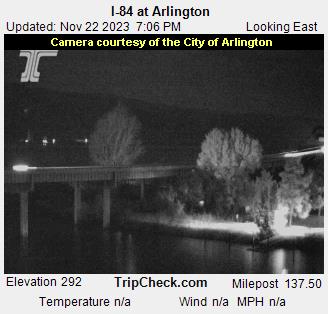 I-84 at Arlington
Updated: Nov 22 2023 7:06 PM Looking East
Camera courtesy of the City of Arlington
Elevation 292 TripCheck.com Milepost 137.50
Temperature n/a Wind n/a MPH n/a